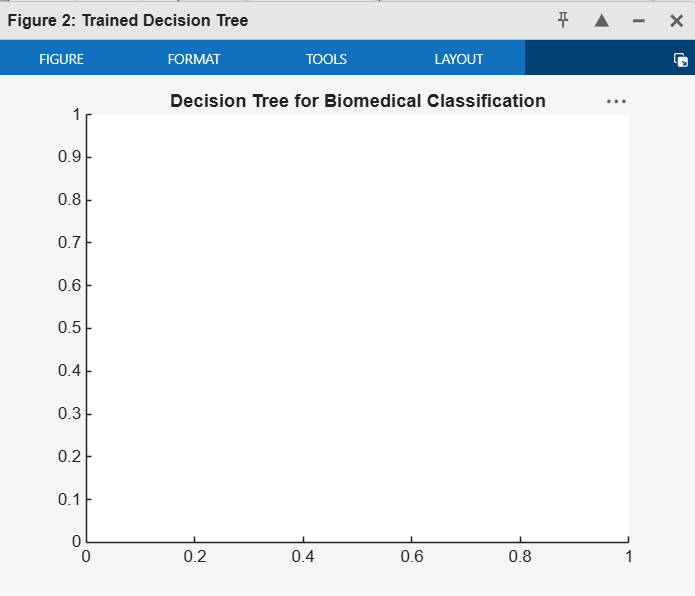 Figure 2: Trained Decision Tree
FIGURE FORMAT TOOLS LAYOUT
Decision Tree for Biomedical Classification
1
0.9
0.8
0.7
0.6
0.5
0.4
0.3
0.2
0.1
0
0 0.2 0.4 0.6 0.8 1